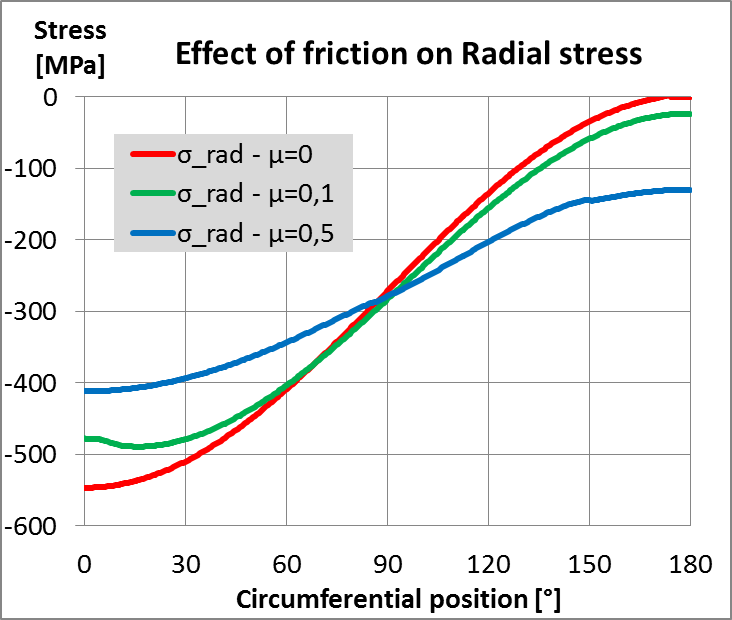 Stress
[MPa]
Effect of friction on Radial stress
0
-100
-200
-300
-400
-500
-600
σ_rad - μ=0
σ_rad - μ=0,1
σ_rad - μ=0,5
0 30 60 90 120 150 180
Circumferential position [°]